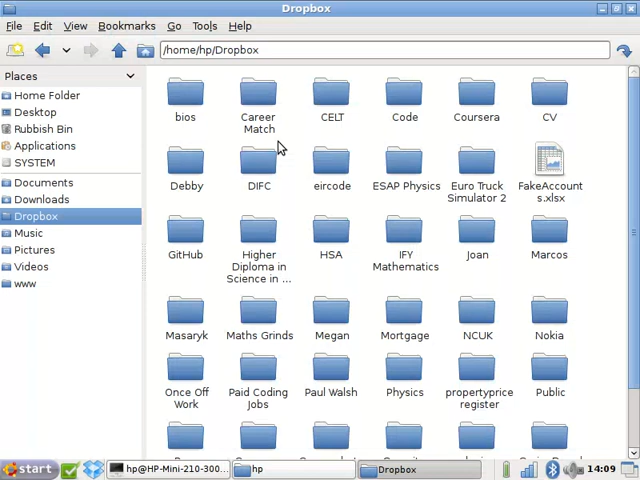 Dropbox
File Edit View Bookmarks Go Tools Help
/home/hp/Dropbox
Places
Home Folder
Desktop
Rubbish Bin
Applications
SYSTEM
Documents
Downloads
Dropbox
Music
Pictures
Videos
www
bios
Career
Match
CELT
Code
Coursera
CV
Debby
DIFC
eircode
ESAP Physics
Euro Truck
Simulator 2
FakeAccount
s.xlsx
GitHub
Higher
Diploma in
Science in ...
HSA
IFY
Mathematics
Joan
Marcos
Masaryk
Maths Grinds
Megan
Mortgage
NCUK
Nokia
Once Off
Work
Paid Coding
Jobs
Paul Walsh
Physics
propertyprice
register
Public
start
hp@HP-Mini-210-300...
hp
Dropbox
14:09